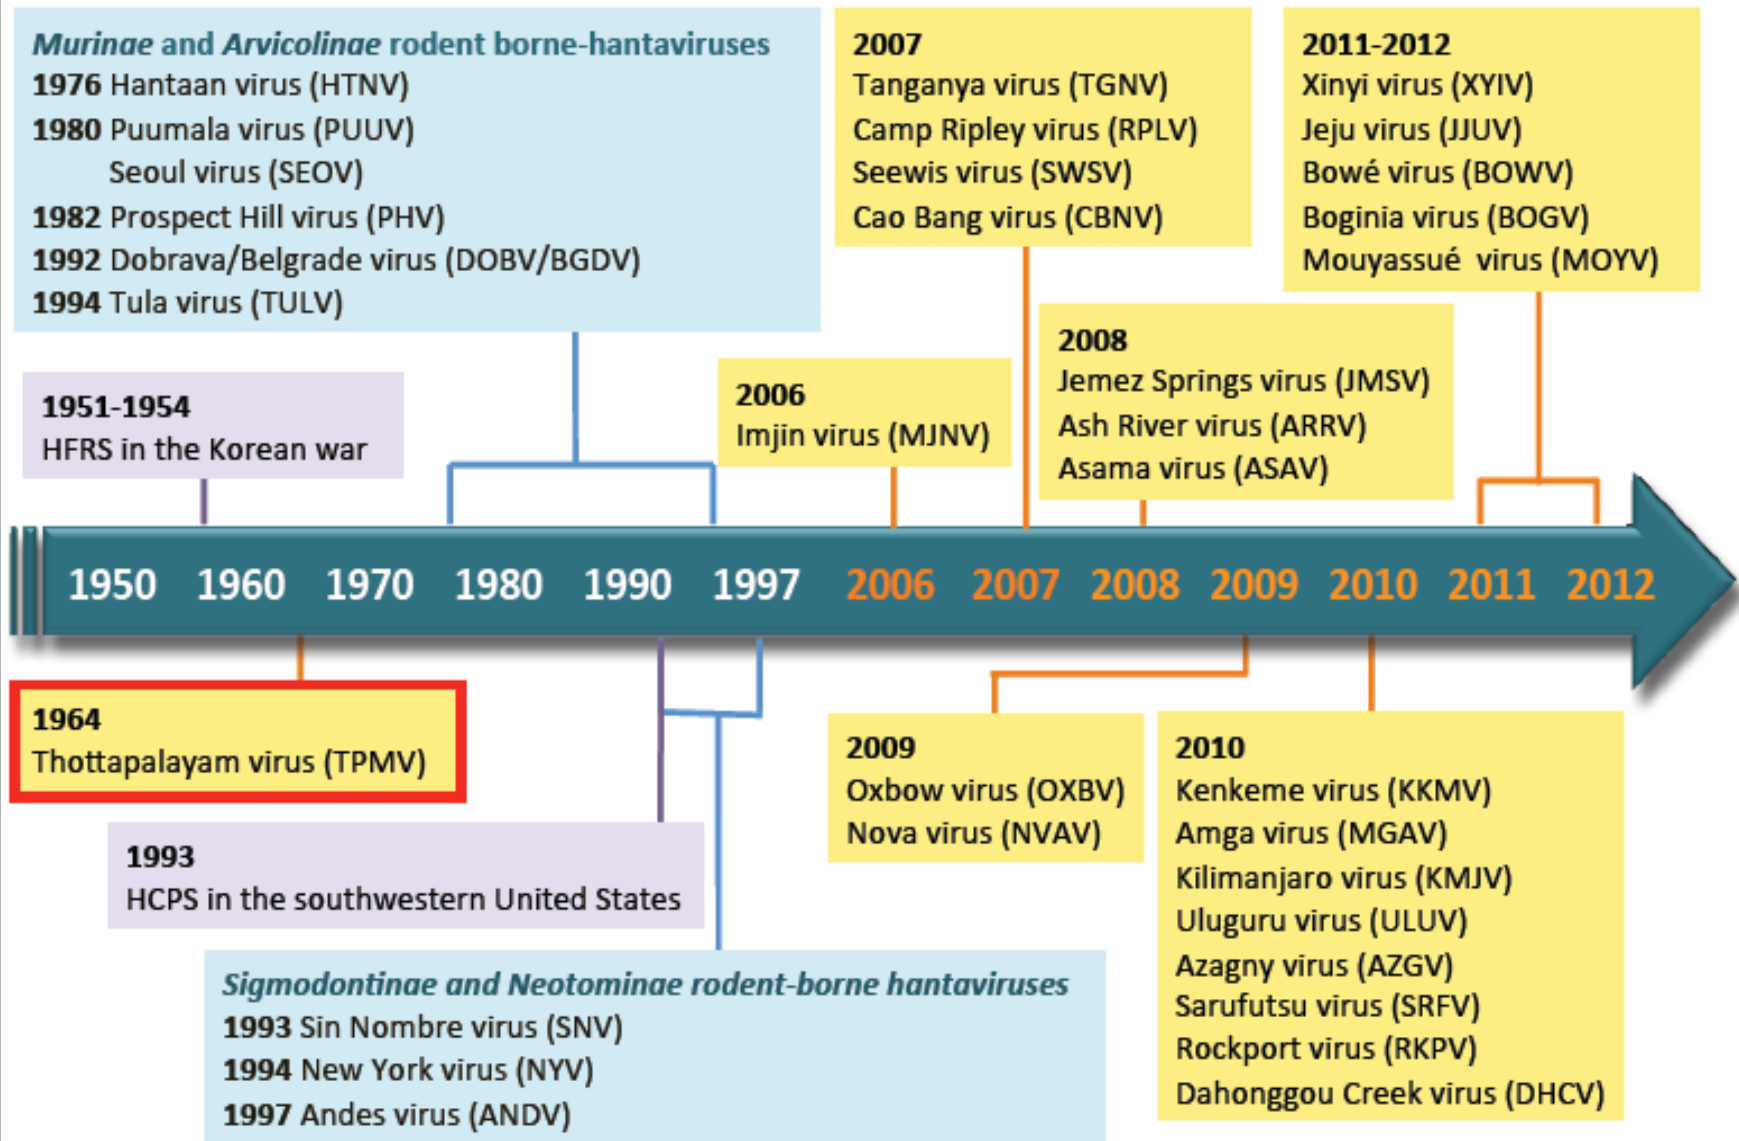 Murinae and Arvicolinae rodent borne-hantaviruses
1976 Hantaan virus (HTNV)
1980 Puumala virus (PUUV)
Seoul virus (SEOV)
1982 Prospect Hill virus (PHV)
1992 Dobrava/Belgrade virus (DOBV/BGDV)
1994 Tula virus (TULV)
2007
Tanganya virus (TGNV)
Camp Ripley virus (RPLV)
Seewis virus (SWSV)
Cao Bang virus (CBNV)
2011-2012
Xinyi virus (XYIV)
Jeju virus (JJUV)
Bowé virus (BOWV)
Boginia virus (BOGV)
Mouyassué virus (MOYV)
1951-1954
HFRS in the Korean war
2006
Imjin virus (MJNV)
2008
Jemez Springs virus (JMSV)
Ash River virus (ARRV)
Asama virus (ASAV)
1950 1960 1970 1980 1990 1997 2006 2007 2008 2009 2010 2011 2012
1964
Thottapalayam virus (TPMV)
1993
HCPS in the southwestern United States
Sigmodontinae and Neotominae rodent-borne hantaviruses
1993 Sin Nombre virus (SNV)
1994 New York virus (NYV)
1997 Andes virus (ANDV)
2009
Oxbow virus (OXBV)
Nova virus (NVAV)
2010
Kenkeme virus (KKMV)
Amga virus (MGAV)
Kilimanjaro virus (KMJV)
Uluguru virus (ULUV)
Azagny virus (AZGV)
Sarufutsu virus (SRFV)
Rockport virus (RKPV)
Dahonggou Creek virus (DHCV)